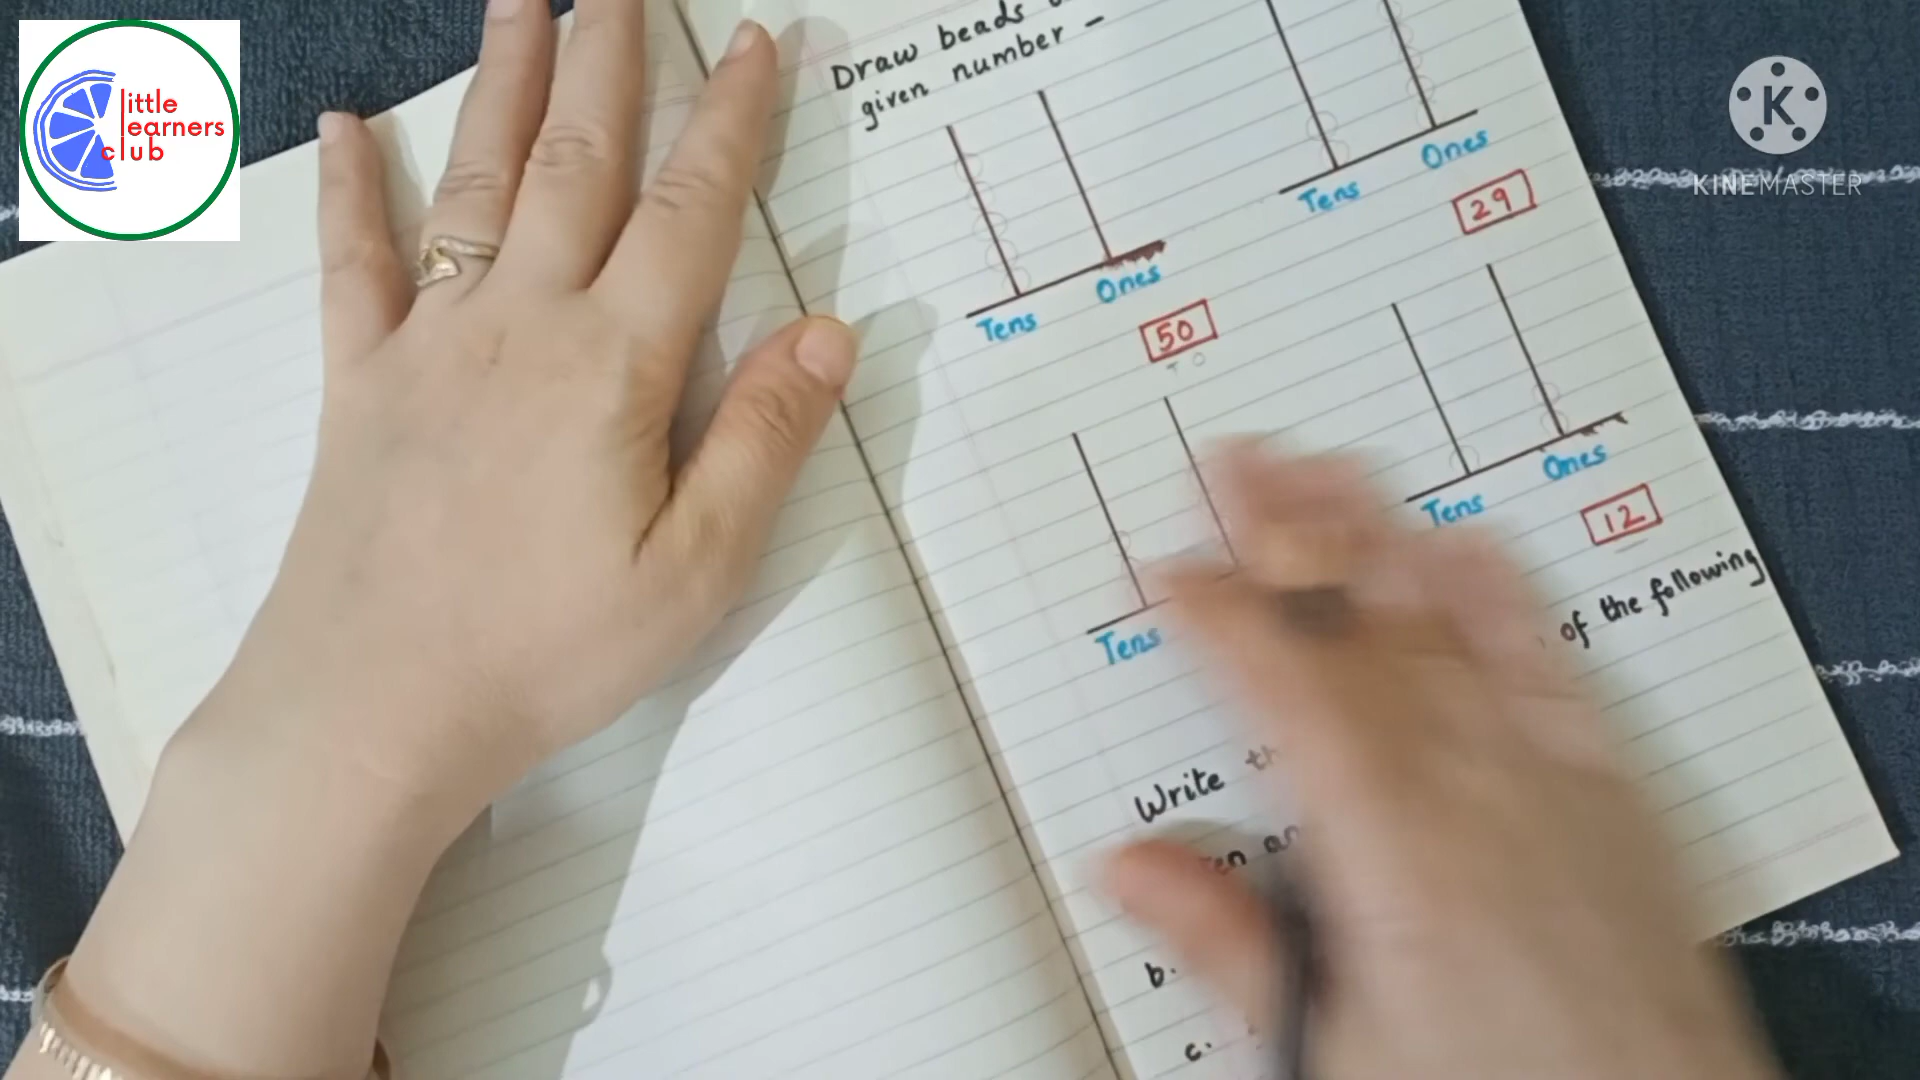 little
learners
club
KINEMASTER
Draw beads
given number -
Tens Ones
29
Tens Ones
50
T O
Tens Ones
12
Tens
of the following
Write
b.
c.